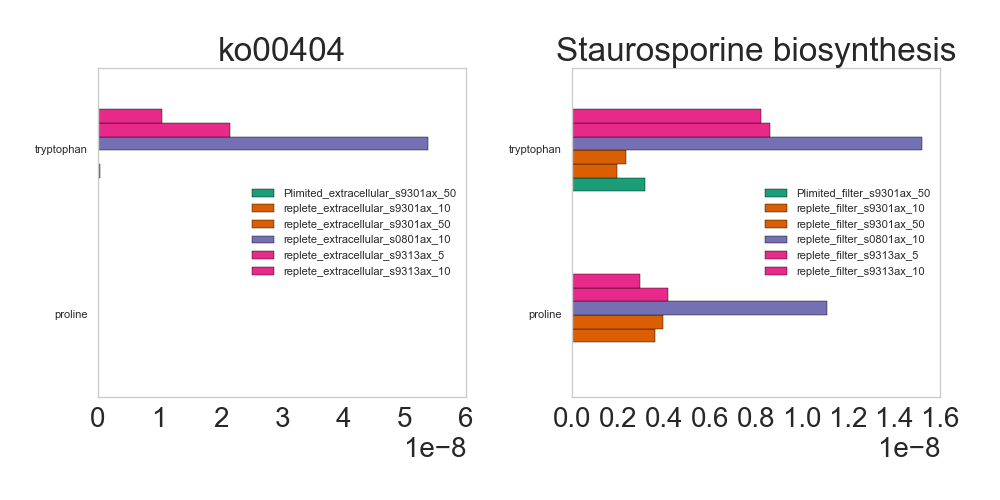 ko00404
tryptophan
proline
Plimited_extracellular_s9301ax_50
replete_extracellular_s9301ax_10
replete_extracellular_s9301ax_50
replete_extracellular_s0801ax_10
replete_extracellular_s9313ax_5
replete_extracellular_s9313ax_10
0 1 2 3 4 5 6
1e−8
Staurosporine biosynthesis
tryptophan
proline
Plimited_filter_s9301ax_50
replete_filter_s9301ax_10
replete_filter_s9301ax_50
replete_filter_s0801ax_10
replete_filter_s9313ax_5
replete_filter_s9313ax_10
0.0 0.2 0.4 0.6 0.8 1.0 1.2 1.4 1.6
1e−8